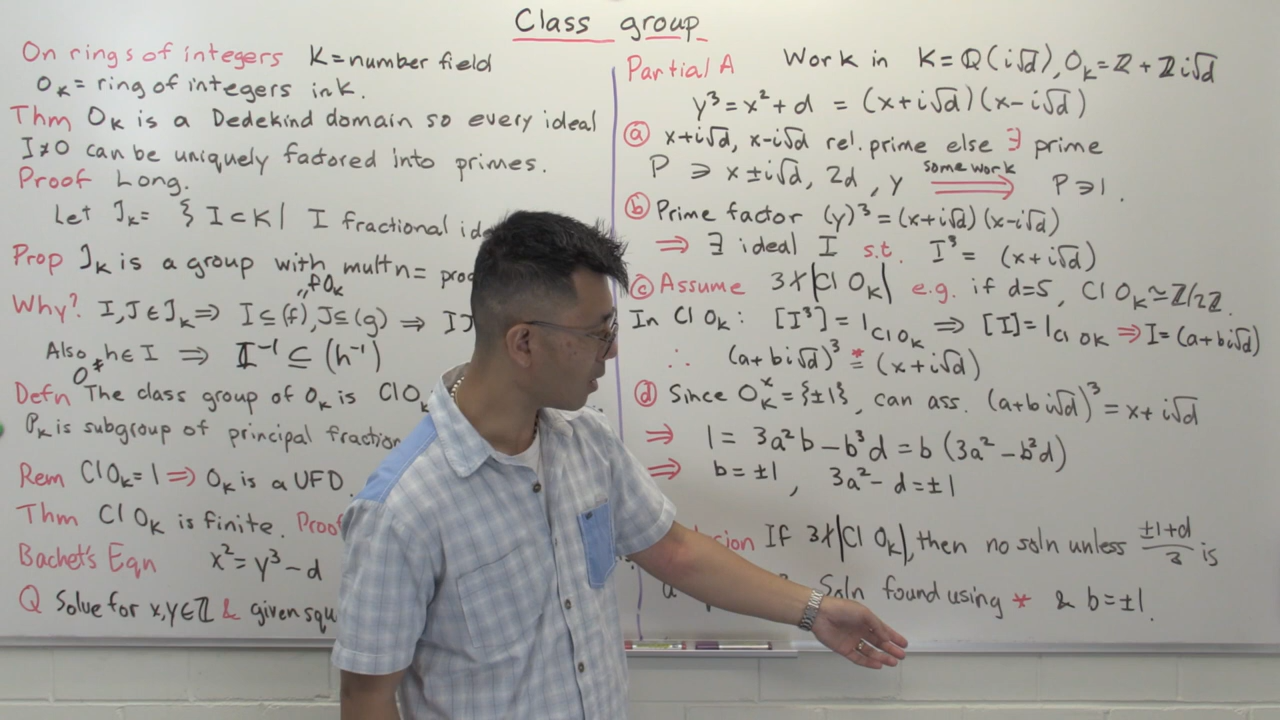 Class group
On rings of integers K = number field
O_K = ring of integers in K.
Thm O_K is a Dedekind domain so every ideal
I≠0 can be uniquely factored into primes.
Proof Long.
Let J_K = { I ⊂ K | I fractional
Prop J_K is a group with multn =
Why? I, J ∈ J_K ⇒ I ⊆ (f), J ⊆ (g) ⇒
fO_K
Also 0 ≠ h ∈ I ⇒ I⁻¹ ⊆ (h⁻¹)
Defn The class group of O_K is
P_K is subgroup of principal
Rem Cl O_K = 1 ⇒ O_K is a UFD.
Thm Cl O_K is finite.
Bachet's Eqn x² = y³ - d
Q Solve for x, y ∈ ℤ & given
Partial A Work in K = ℚ(i√d), O_K = ℤ + ℤi√d
y³ = x² + d = (x+i√d)(x-i√d)
ⓐ x+i√d, x-i√d rel. prime else ∃ prime
P ∋ x±i√d, 2d, y some work ⟹ P ∋ 1.
ⓑ Prime factor (y)³ = (x+i√d)(x-i√d)
⇒ ∃ ideal I s.t. I³ = (x+i√d)
ⓒ Assume 3∤|Cl O_K| e.g. if d=5, Cl O_K ≃ ℤ/2ℤ.
In Cl O_K : [I³] = 1_{Cl O_K} ⇒ [I] = 1_{Cl O_K} ⇒ I = (a+bi√d)
∴ (a+bi√d)³ =* (x+i√d)
ⓓ Since O_K^× = {±1}, can ass. (a+bi√d)³ = x+i√d
⇒ 1 = 3a²b - b³d = b(3a² - b²d)
⇒ b = ±1, 3a² - d = ±1
If 3∤|Cl O_K|, then no soln unless (±1+d)/3 is
a Soln found using * & b=±1.